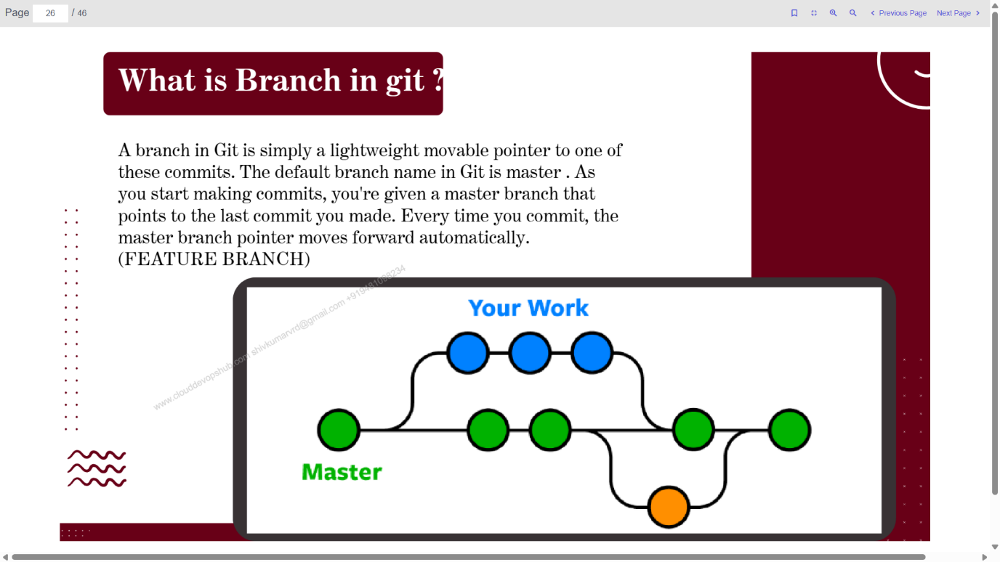 Page 26 / 46
Previous Page
Next Page
What is Branch in git ?
A branch in Git is simply a lightweight movable pointer to one of
these commits. The default branch name in Git is master . As
you start making commits, you're given a master branch that
points to the last commit you made. Every time you commit, the
master branch pointer moves forward automatically.
(FEATURE BRANCH)
www.clouddevopshub.com shivkumarvrd@gmail.com
Your Work
Master